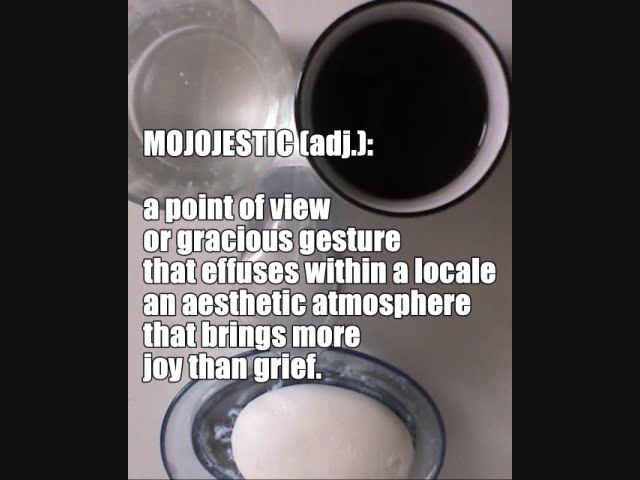 MOJOJESTIC (adj.):
a point of view
or gracious gesture
that effuses within a locale
an aesthetic atmosphere
that brings more
joy than grief.